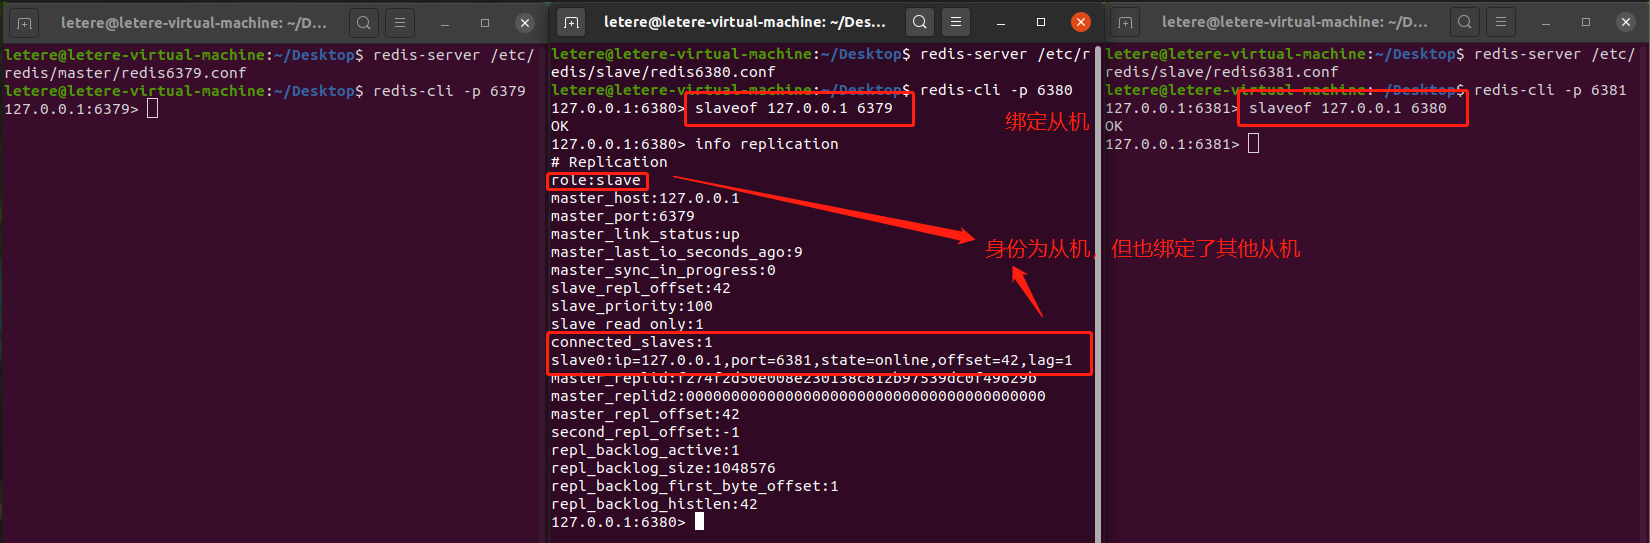 letere@letere-virtual-machine: ~/D...
letere@letere-virtual-machine:~/Desktop$ redis-server /etc/
redis/master/redis6379.conf
letere@letere-virtual-machine:~/Desktop$ redis-cli -p 6379
127.0.0.1:6379>
letere@letere-virtual-machine: ~/Des...
letere@letere-virtual-machine:~/Desktop$ redis-server /etc/r
edis/slave/redis6380.conf
letere@letere-virtual-machine:~/Desktop$ redis-cli -p 6380
127.0.0.1:6380> slaveof 127.0.0.1 6379
绑定从机
OK
127.0.0.1:6380> info replication
# Replication
role:slave
master_host:127.0.0.1
master_port:6379
master_link_status:up
master_last_io_seconds_ago:9
master_sync_in_progress:0
slave_repl_offset:42
slave_priority:100
slave_read_only:1
connected_slaves:1
slave0:ip=127.0.0.1,port=6381,state=online,offset=42,lag=1
master_replid:f274f2d50e008e230138c812b97539dc0f49629b
master_replid2:0000000000000000000000000000000000000000
master_repl_offset:42
second_repl_offset:-1
repl_backlog_active:1
repl_backlog_size:1048576
repl_backlog_first_byte_offset:1
repl_backlog_histlen:42
127.0.0.1:6380>
身份为从机，但也绑定了其他从机
letere@letere-virtual-machine: ~/D...
letere@letere-virtual-machine:~/Desktop$ redis-server /etc/
redis/slave/redis6381.conf
letere@letere-virtual-machine:~/Desktop$ redis-cli -p 6381
127.0.0.1:6381> slaveof 127.0.0.1 6380
OK
127.0.0.1:6381>